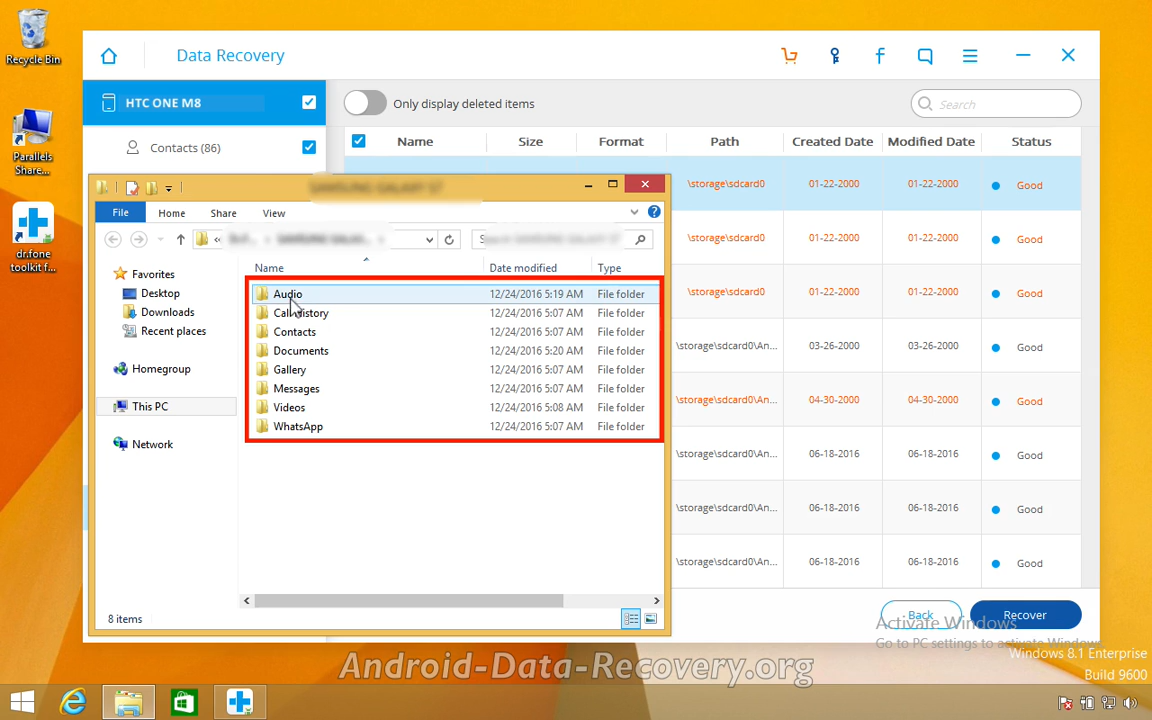 Recycle Bin
Parallels
Share...
dr.fone
toolkit f...
Data Recovery
HTC ONE M8
Contacts (86)
Only display deleted items
Search
Name Size Format Path Created Date Modified Date Status
\storage\sdcard0 01-22-2000 01-22-2000 Good
\storage\sdcard0 01-22-2000 01-22-2000 Good
\storage\sdcard0 01-22-2000 01-22-2000 Good
\storage\sdcard0\An... 03-26-2000 03-26-2000 Good
\storage\sdcard0\An... 04-30-2000 04-30-2000 Good
\storage\sdcard0\An... 06-18-2016 06-18-2016 Good
\storage\sdcard0\An... 06-18-2016 06-18-2016 Good
\storage\sdcard0\An... 06-18-2016 06-18-2016 Good
Back Recover
SAMSUNG GALAXY S7
File Home Share View
Favorites
Desktop
Downloads
Recent places
Homegroup
This PC
Network
Name Date modified Type
Audio 12/24/2016 5:19 AM File folder
Call history 12/24/2016 5:07 AM File folder
Contacts 12/24/2016 5:07 AM File folder
Documents 12/24/2016 5:20 AM File folder
Gallery 12/24/2016 5:07 AM File folder
Messages 12/24/2016 5:07 AM File folder
Videos 12/24/2016 5:08 AM File folder
WhatsApp 12/24/2016 5:07 AM File folder
8 items
Activate Windows
Go to PC settings to activate Windows.
Windows 8.1 Enterprise
Build 9600
Android-Data-Recovery.org